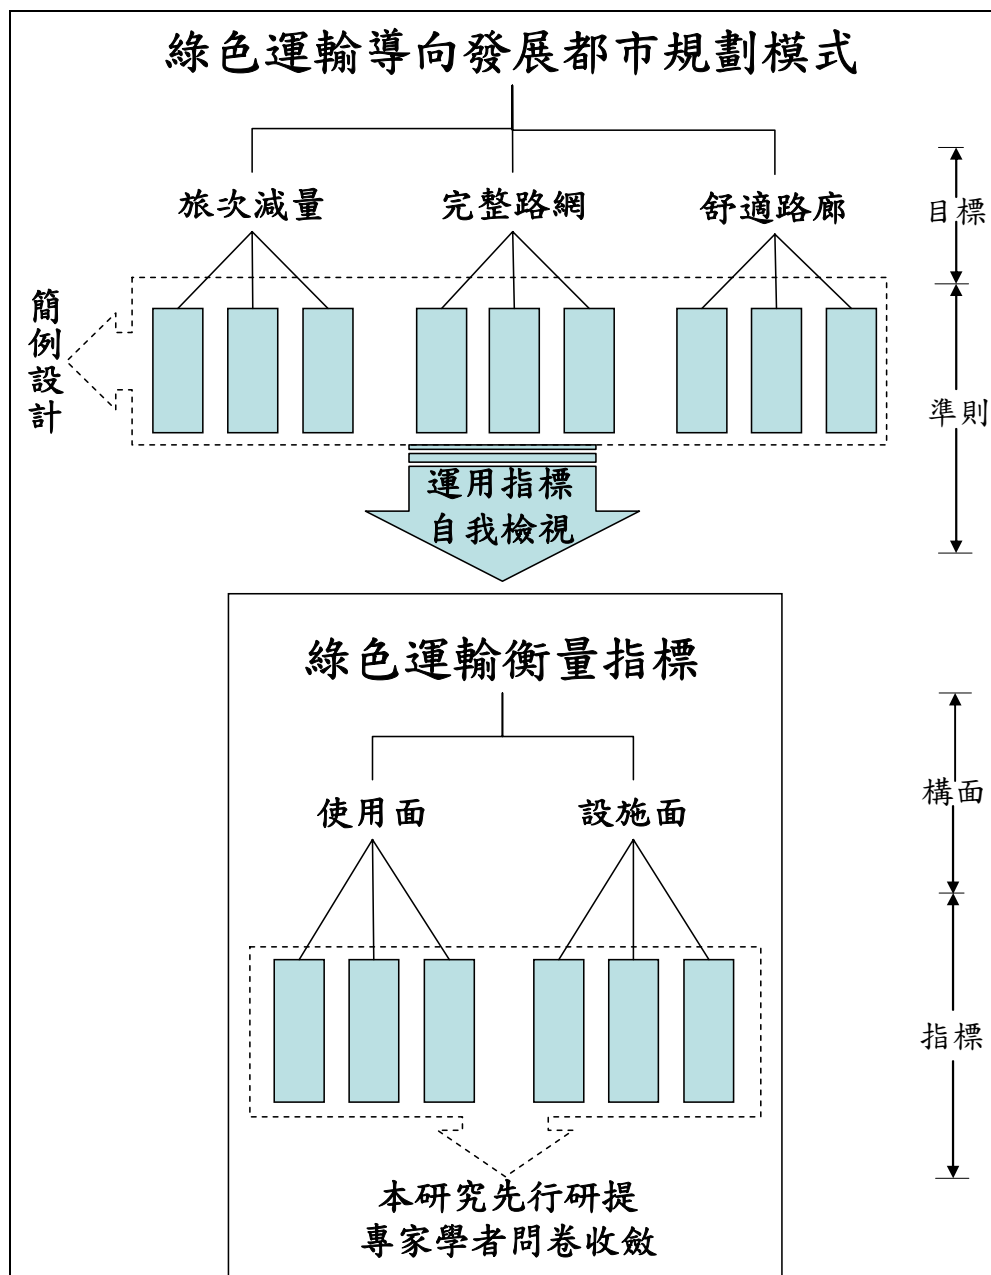 綠色運輸導向發展都市規劃模式
旅次減量
完整路網
舒適路廊
目標
簡例設計
準則
運用指標
自我檢視
綠色運輸衡量指標
構面
使用面
設施面
指標
本研究先行研提
專家學者問卷收斂